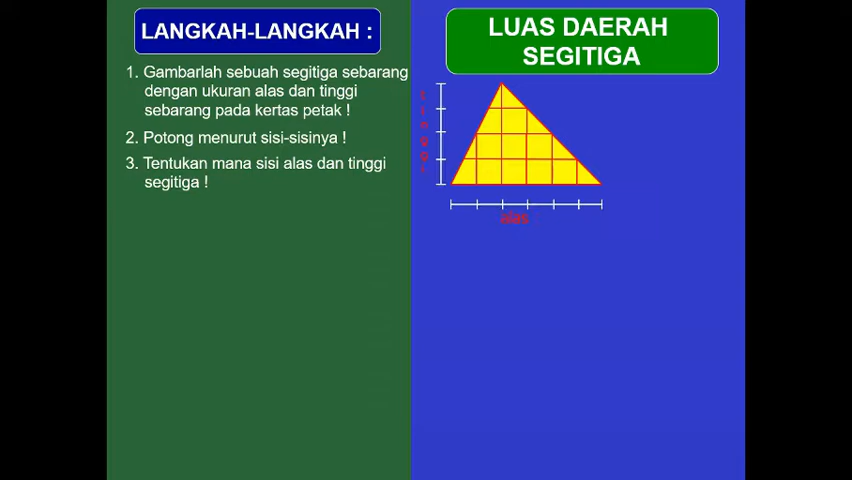 LANGKAH-LANGKAH :
1. Gambarlah sebuah segitiga sebarang
dengan ukuran alas dan tinggi
sebarang pada kertas petak !
2. Potong menurut sisi-sisinya !
3. Tentukan mana sisi alas dan tinggi
segitiga !
LUAS DAERAH
SEGITIGA
tinggi
alas